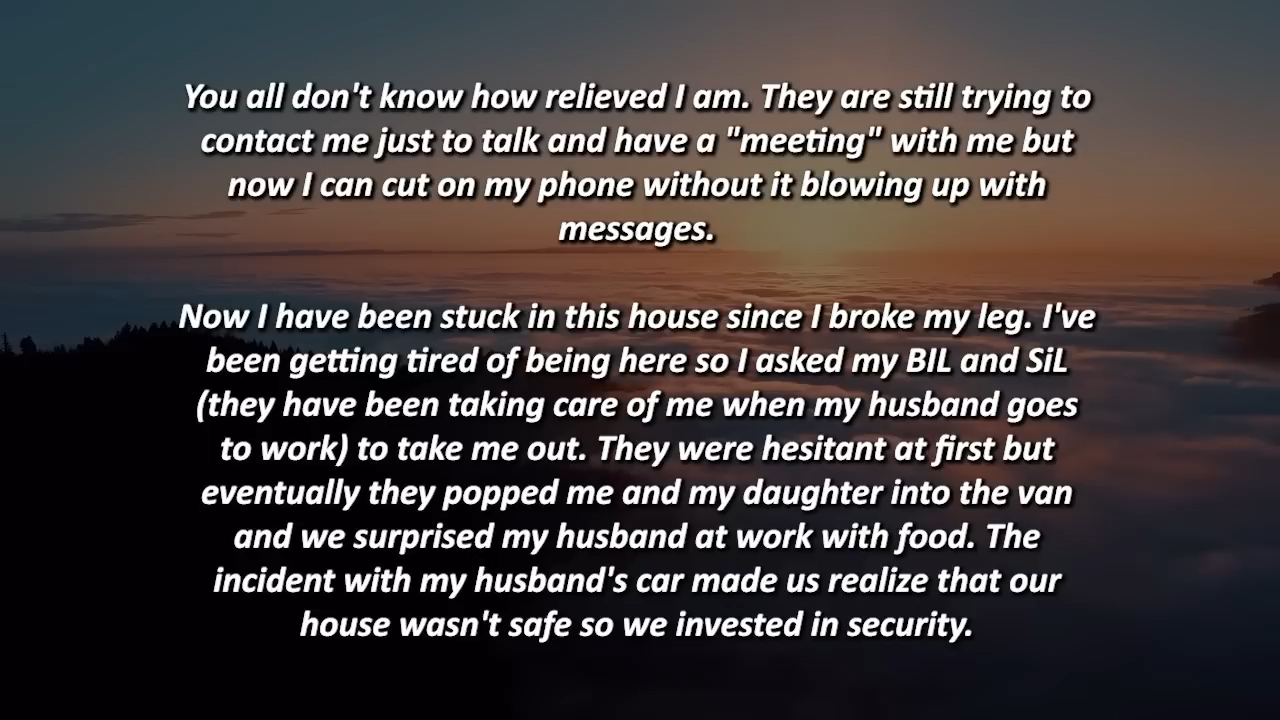 You all don't know how relieved I am. They are still trying to
contact me just to talk and have a "meeting" with me but
now I can cut on my phone without it blowing up with
messages.
Now I have been stuck in this house since I broke my leg. I've
been getting tired of being here so I asked my BIL and SiL
(they have been taking care of me when my husband goes
to work) to take me out. They were hesitant at first but
eventually they popped me and my daughter into the van
and we surprised my husband at work with food. The
incident with my husband's car made us realize that our
house wasn't safe so we invested in security.